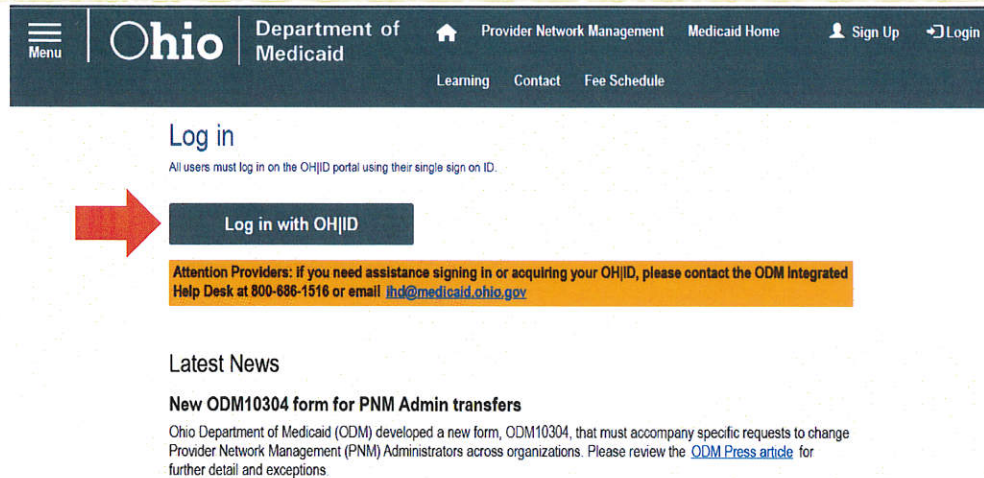 Menu
Ohio
Department of
Medicaid
Provider Network Management Medicaid Home Sign Up Login
Learning Contact Fee Schedule
Log in
All users must log in on the OH|ID portal using their single sign on ID.
Log in with OH|ID
Attention Providers: if you need assistance signing in or acquiring your OH|ID, please contact the ODM Integrated
Help Desk at 800-686-1516 or email ihd@medicaid.ohio.gov
Latest News
New ODM10304 form for PNM Admin transfers
Ohio Department of Medicaid (ODM) developed a new form, ODM10304, that must accompany specific requests to change
Provider Network Management (PNM) Administrators across organizations. Please review the ODM Press article for
further detail and exceptions.